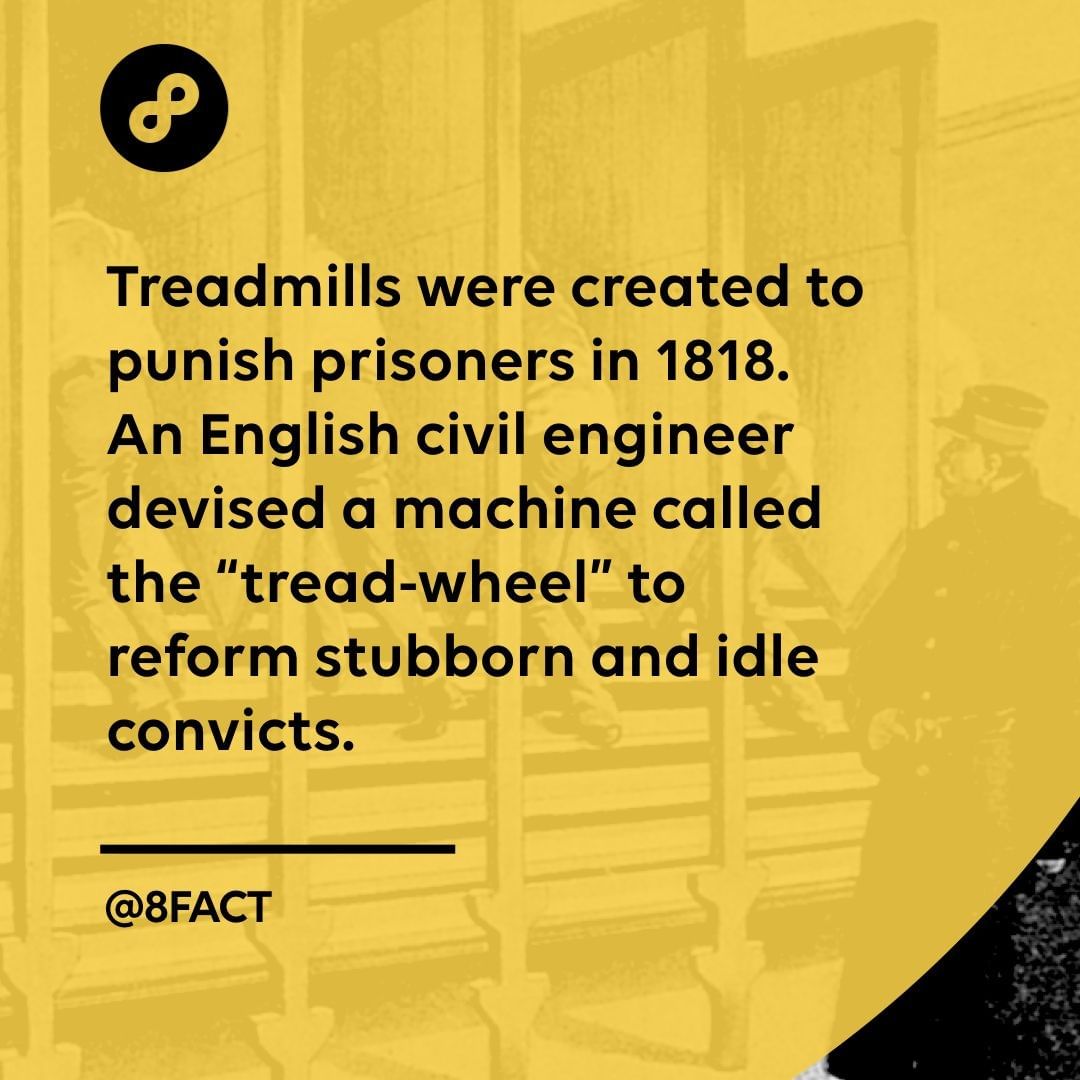 Treadmills were created to
punish prisoners in 1818.
An English civil engineer
devised a machine called
the “tread-wheel” to
reform stubborn and idle
convicts.
@8FACT